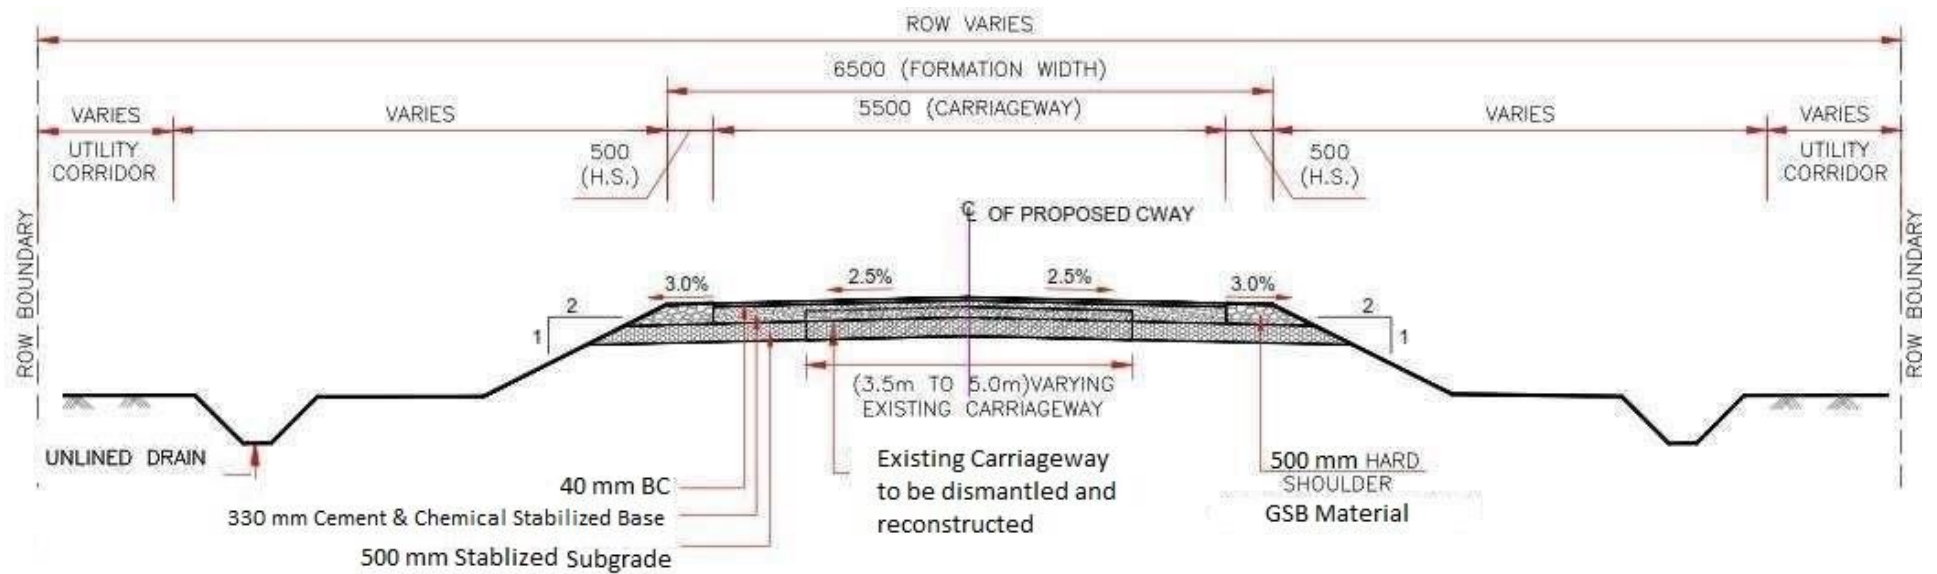 ROW VARIES
6500 (FORMATION WIDTH)
5500 (CARRIAGEWAY)
VARIES
VARIES
VARIES
VARIES
UTILITY
CORRIDOR
500
(H.S.)
500
(H.S.)
UTILITY
CORRIDOR
℄ OF PROPOSED CWAY
ROW BOUNDARY
ROW BOUNDARY
3.0%
2.5%
2.5%
3.0%
2
1
2
1
(3.5m TO 5.0m)VARYING
EXISTING CARRIAGEWAY
UNLINED DRAIN
40 mm BC
330 mm Cement & Chemical Stabilized Base
500 mm Stablized Subgrade
Existing Carriageway
to be dismantled and
reconstructed
500 mm HARD
SHOULDER
GSB Material